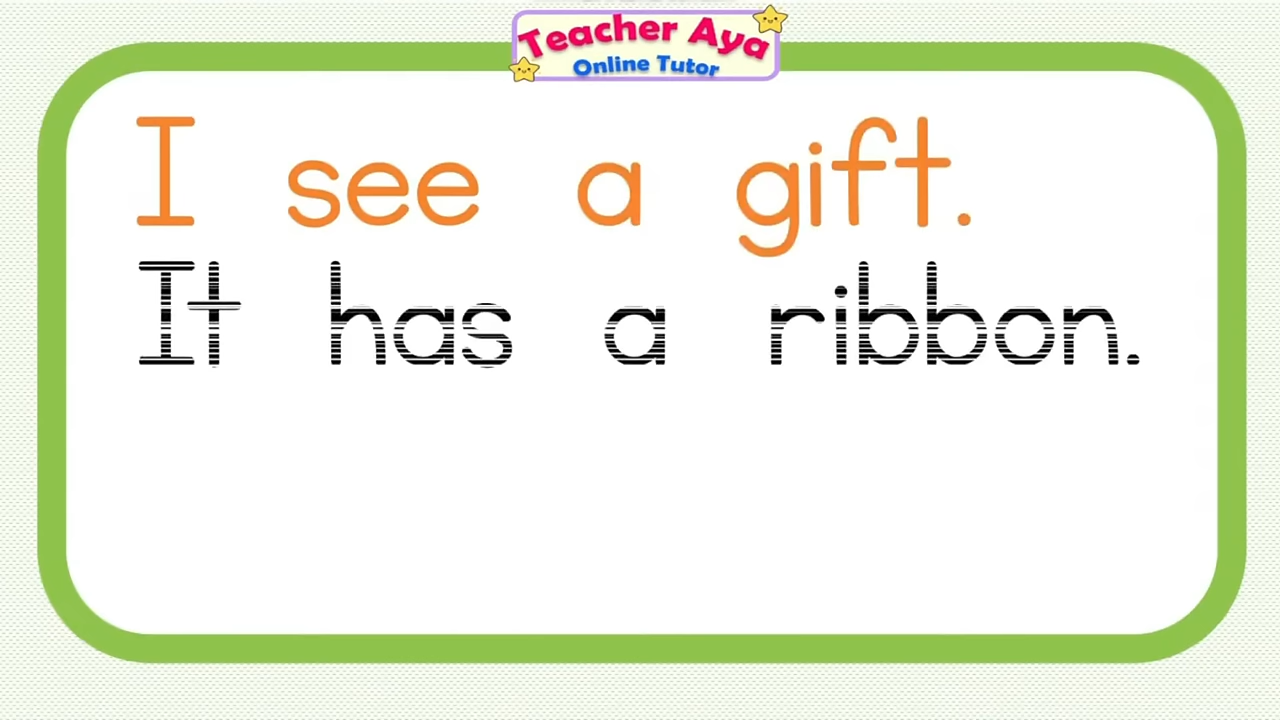 Teacher Aya
Online Tutor
I see a gift.
It has a ribbon.